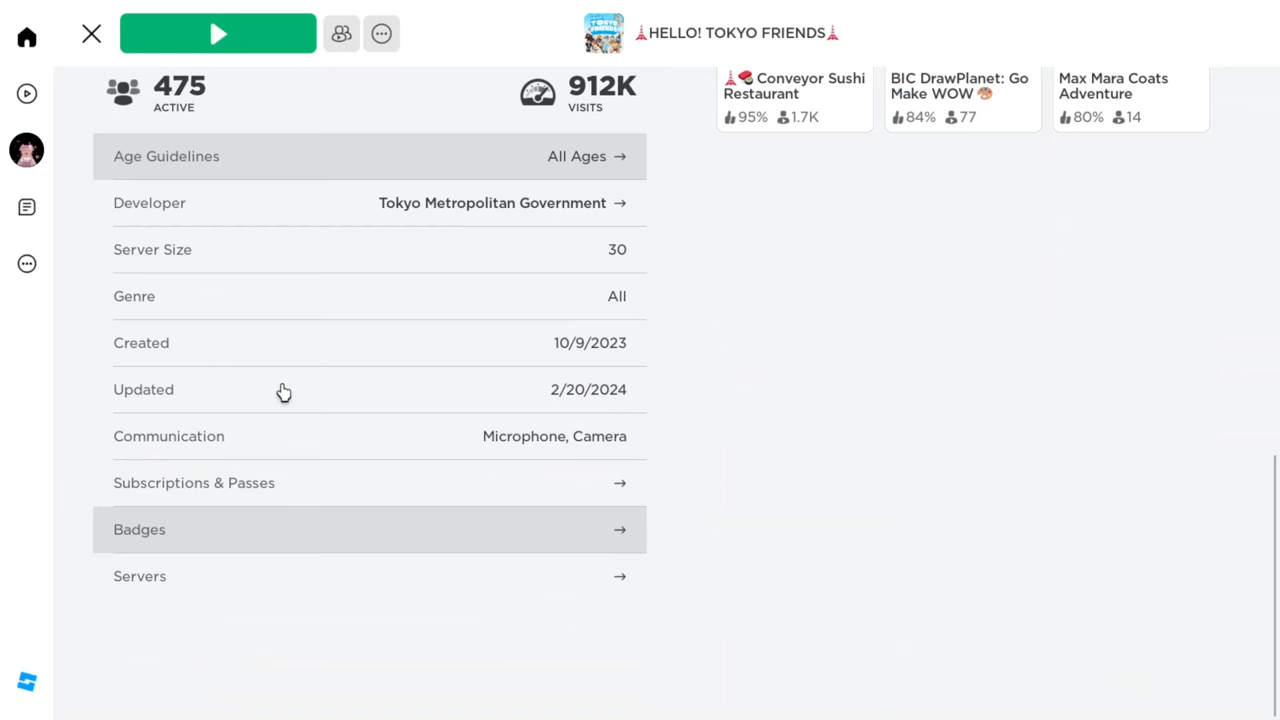 🗼HELLO! TOKYO FRIENDS🗼
475
ACTIVE
912K
VISITS
Age Guidelines All Ages →
Developer Tokyo Metropolitan Government →
Server Size 30
Genre All
Created 10/9/2023
Updated 2/20/2024
Communication Microphone, Camera
Subscriptions & Passes →
Badges →
Servers →
🗼🍣 Conveyor Sushi
Restaurant
95% 1.7K
BIC DrawPlanet: Go
Make WOW 🎨
84% 77
Max Mara Coats
Adventure
80% 14